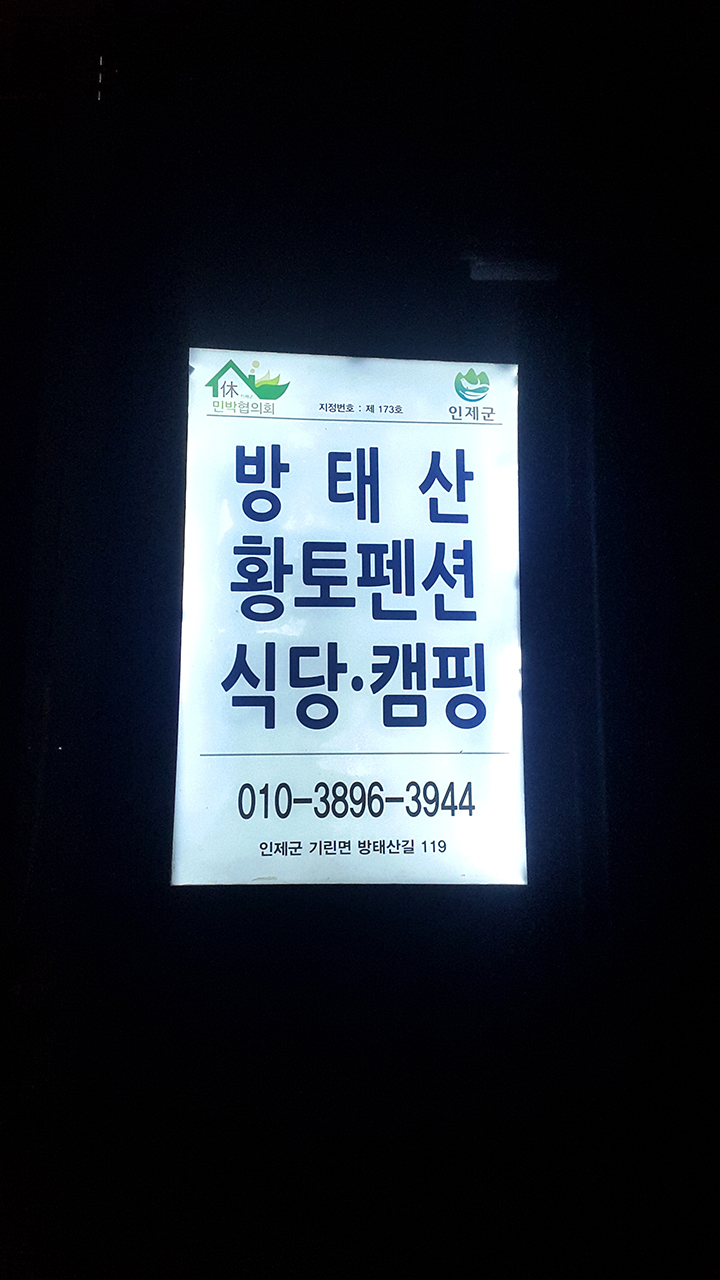 休
민박협의회
지정번호 : 제 173호
인제군
방태산
황토펜션
식당·캠핑
010-3896-3944
인제군 기린면 방태산길 119